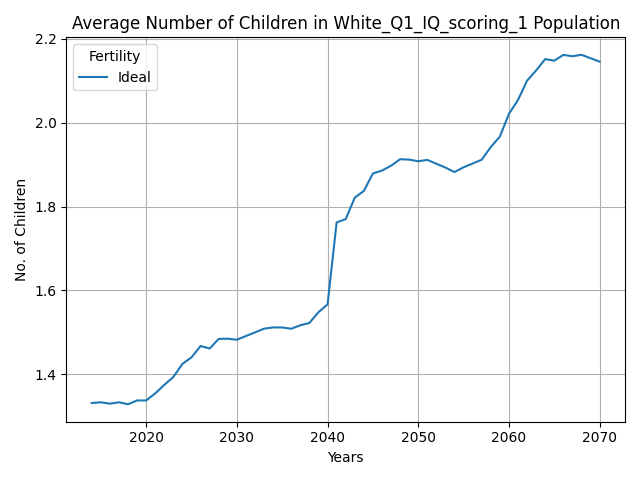 Average Number of Children in White_Q1_IQ_scoring_1 Population
Fertility
Ideal
No. of Children
2.2
2.0
1.8
1.6
1.4
2020 2030 2040 2050 2060 2070
Years